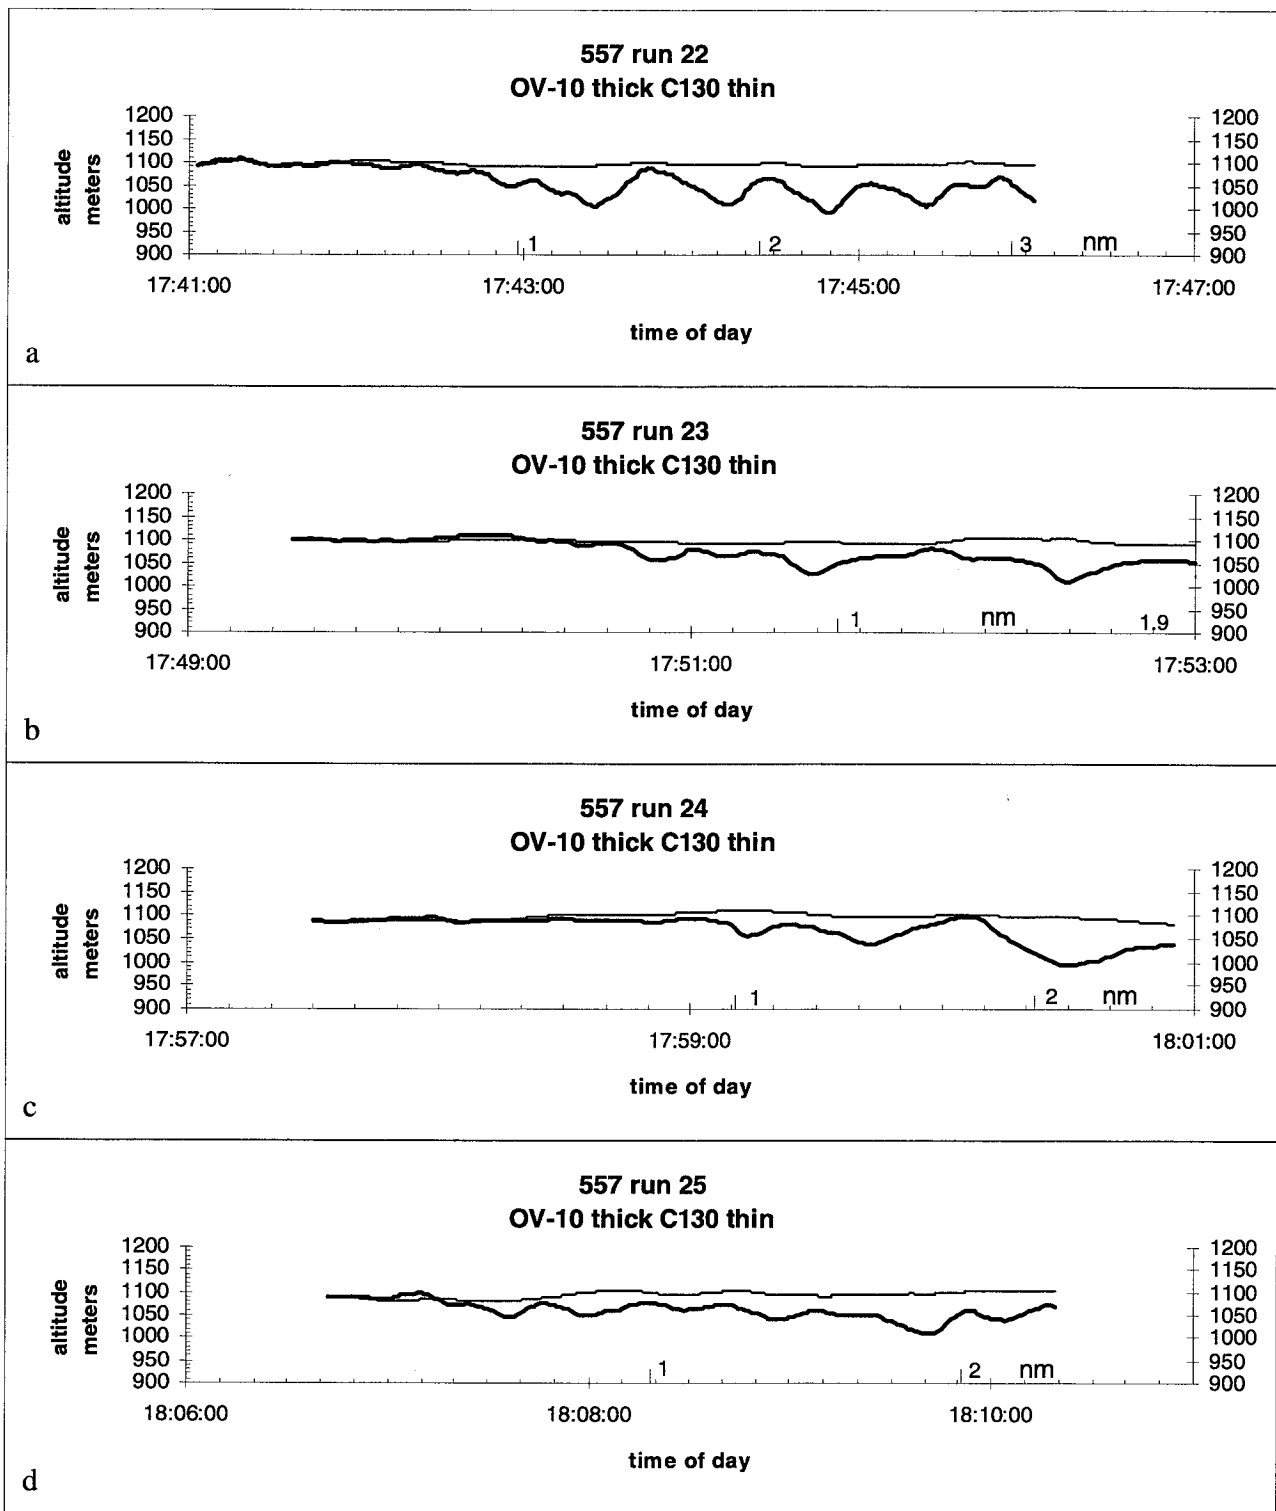 557 run 22
OV-10 thick C130 thin
altitude
meters
1200 1200
1150 1150
1100 1100
1050 1050
1000 1000
950 950
900 900
1 2 3 nm
17:41:00 17:43:00 17:45:00 17:47:00
time of day
a
557 run 23
OV-10 thick C130 thin
altitude
meters
1200 1200
1150 1150
1100 1100
1050 1050
1000 1000
950 950
900 900
1 nm 1.9
17:49:00 17:51:00 17:53:00
time of day
b
557 run 24
OV-10 thick C130 thin
altitude
meters
1200 1200
1150 1150
1100 1100
1050 1050
1000 1000
950 950
900 900
1 2 nm
17:57:00 17:59:00 18:01:00
time of day
c
557 run 25
OV-10 thick C130 thin
altitude
meters
1200 1200
1150 1150
1100 1100
1050 1050
1000 1000
950 950
900 900
1 2 nm
18:06:00 18:08:00 18:10:00
time of day
d